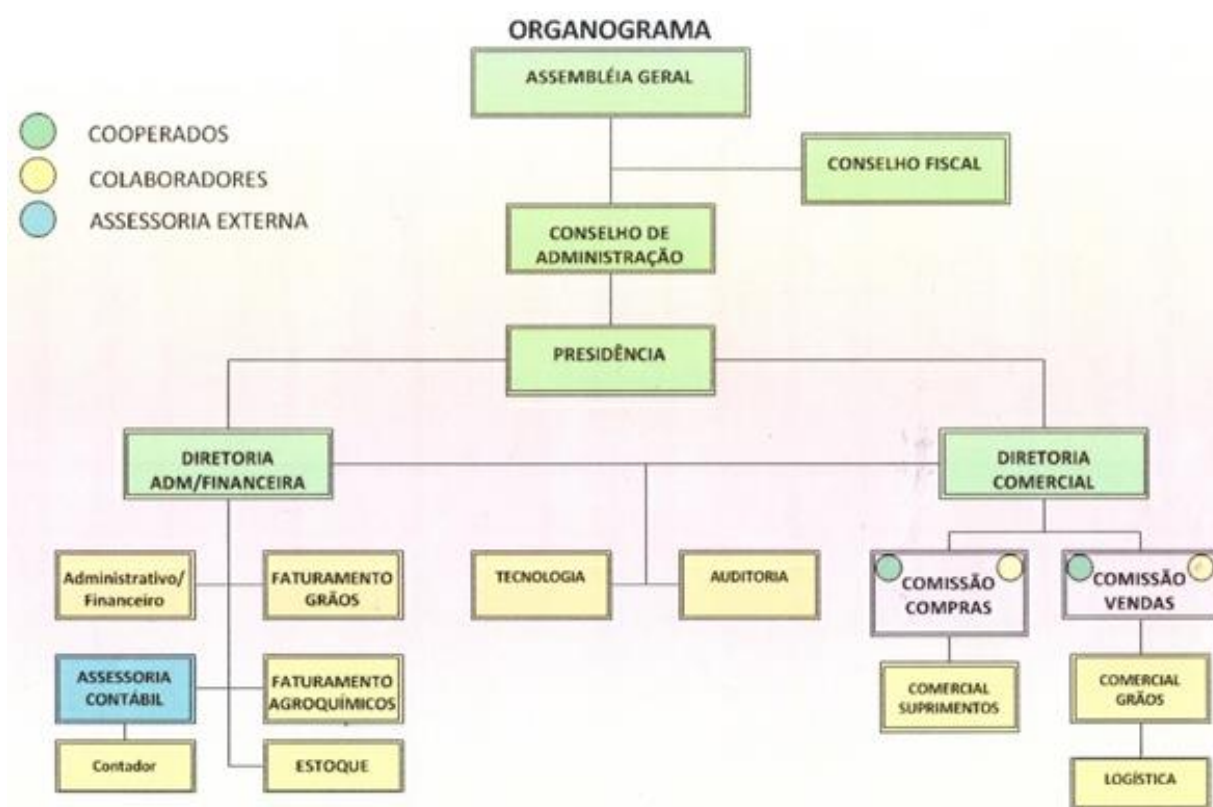 ORGANOGRAMA
ASSEMBLÉIA GERAL
COOPERADOS
COLABORADORES
ASSESSORIA EXTERNA
CONSELHO FISCAL
CONSELHO DE
ADMINISTRAÇÃO
PRESIDÊNCIA
DIRETORIA
ADM/FINANCEIRA
DIRETORIA
COMERCIAL
Administrativo/
Financeiro
FATURAMENTO
GRÃOS
TECNOLOGIA
AUDITORIA
COMISSÃO
COMPRAS
COMISSÃO
VENDAS
ASSESSORIA
CONTÁBIL
FATURAMENTO
AGROQUÍMICOS
COMERCIAL
SUPRIMENTOS
COMERCIAL
GRÃOS
Contador
ESTOQUE
LOGÍSTICA